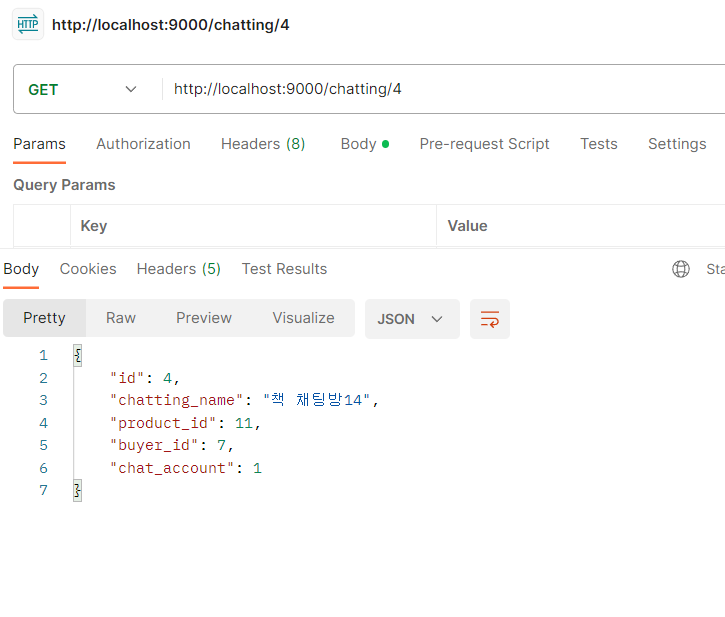 HTTP http://localhost:9000/chatting/4
GET http://localhost:9000/chatting/4
Params Authorization Headers (8) Body Pre-request Script Tests Settings
Query Params
Key Value
Body Cookies Headers (5) Test Results
Pretty Raw Preview Visualize JSON
1 {
2 "id": 4,
3 "chatting_name": "책 채팅방14",
4 "product_id": 11,
5 "buyer_id": 7,
6 "chat_account": 1
7 }